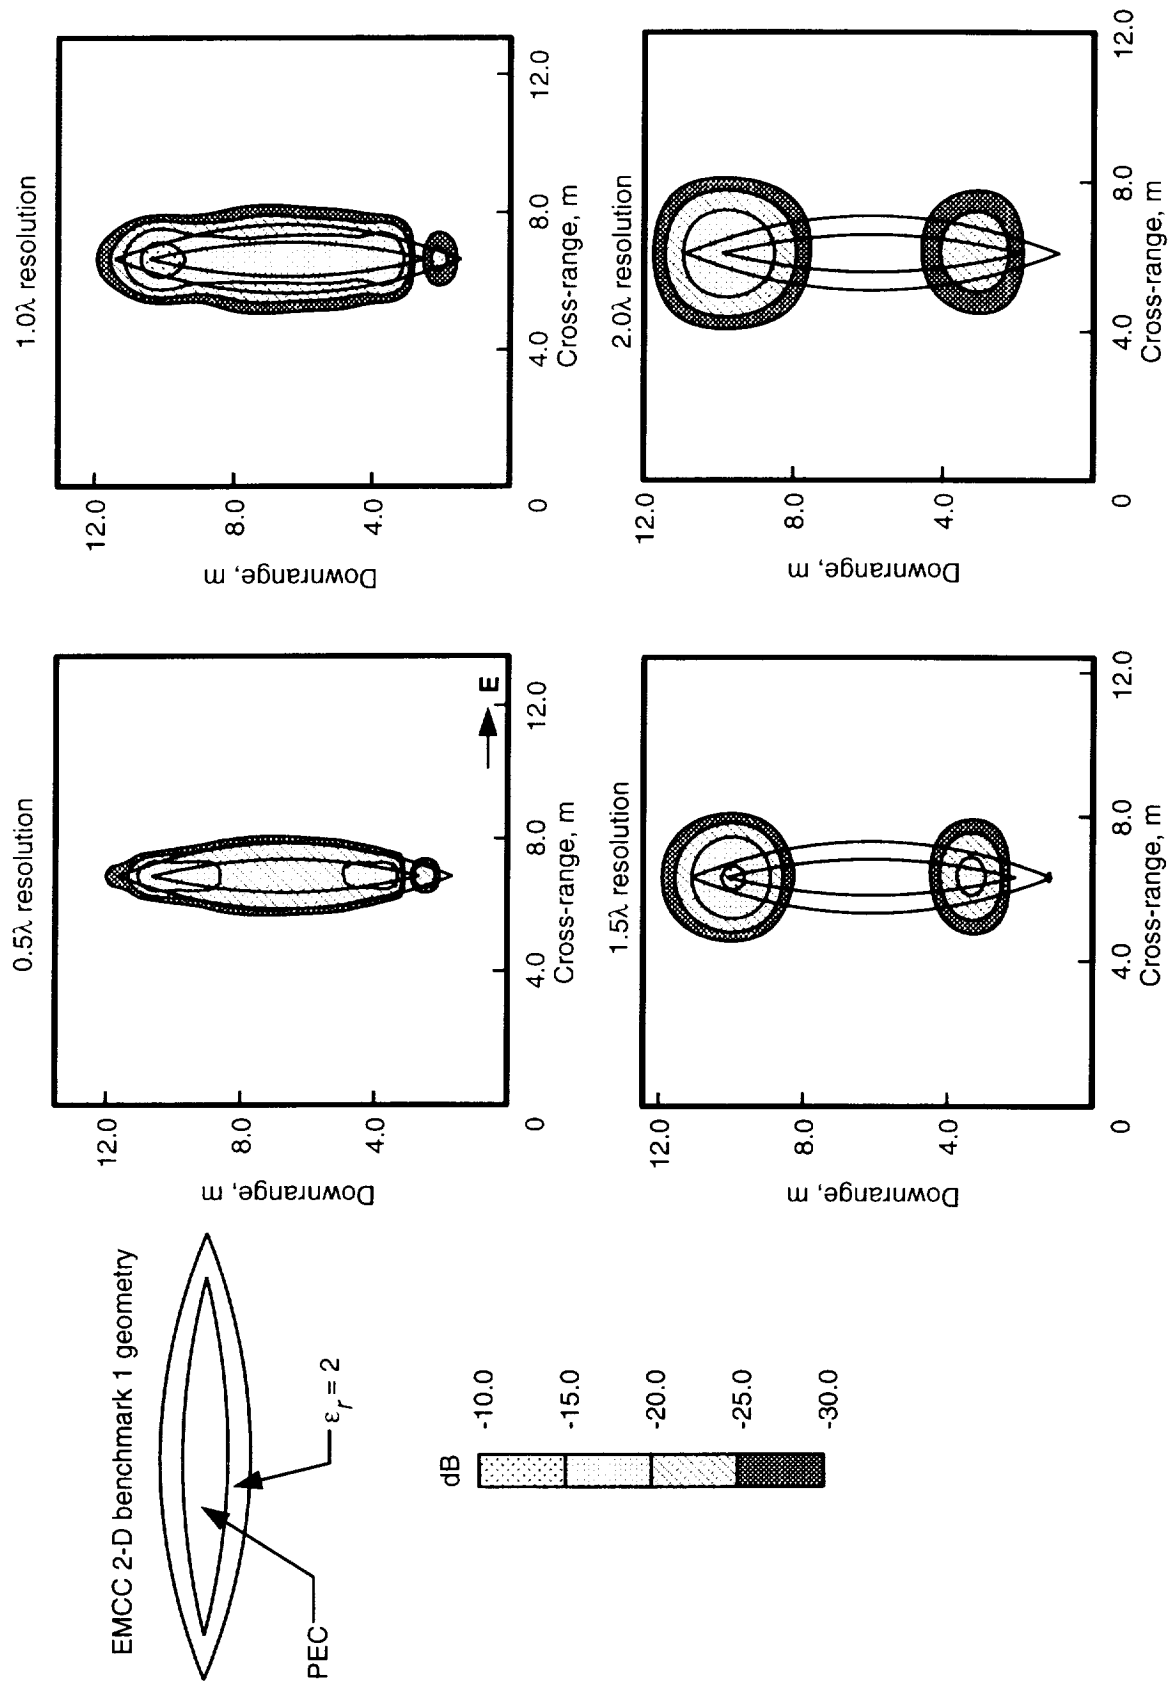 EMCC 2-D benchmark 1 geometry
PEC
εr = 2
dB
-10.0
-15.0
-20.0
-25.0
-30.0
0.5λ resolution
12.0
8.0
4.0
0
Downrange, m
4.0
8.0
12.0
Cross-range, m
E
1.0λ resolution
12.0
8.0
4.0
0
Downrange, m
4.0
8.0
12.0
Cross-range, m
1.5λ resolution
12.0
8.0
4.0
0
Downrange, m
4.0
8.0
12.0
Cross-range, m
2.0λ resolution
12.0
8.0
4.0
0
Downrange, m
4.0
8.0
12.0
Cross-range, m